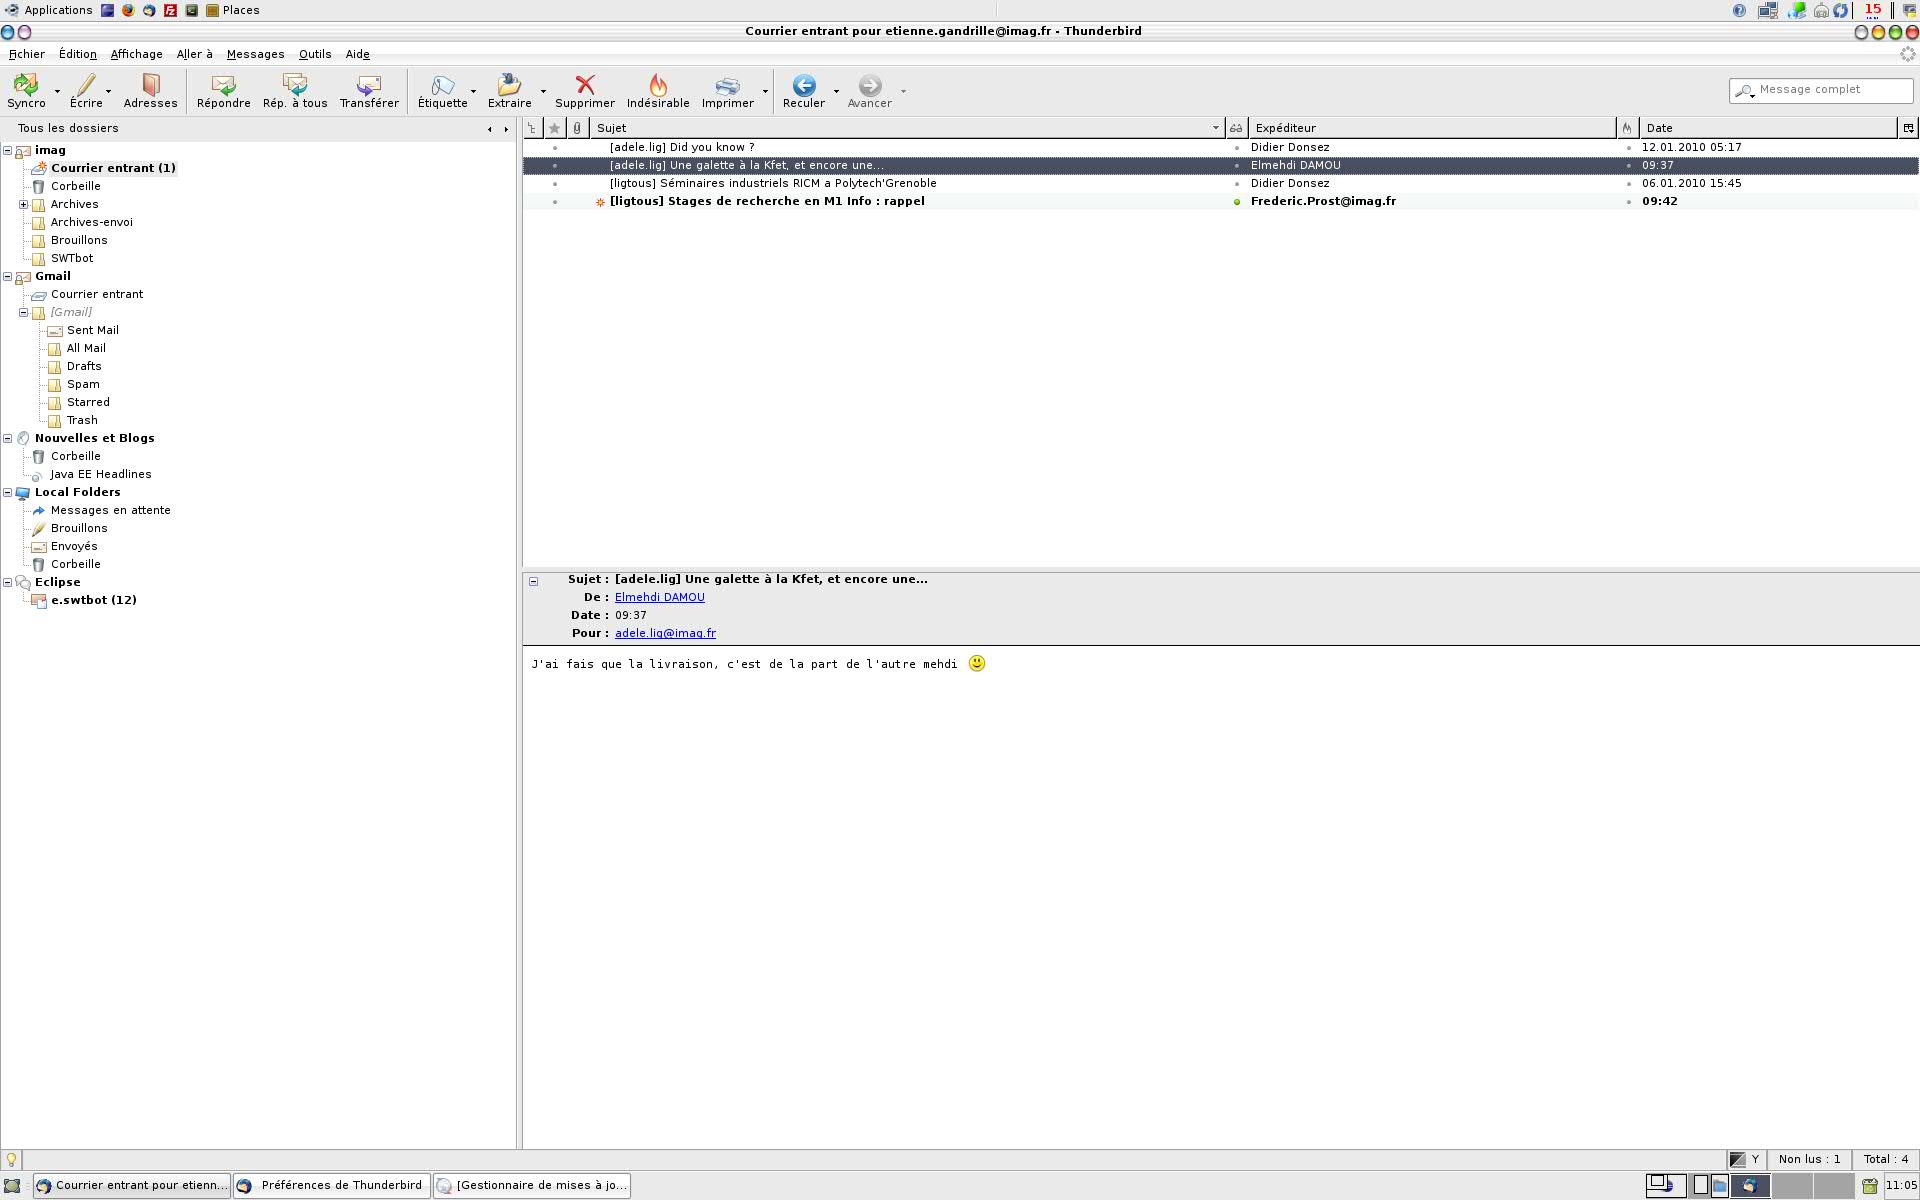 Applications Places 15
Courrier entrant pour etienne.gandrille@imag.fr - Thunderbird
Fichier Édition Affichage Aller à Messages Outils Aide
Syncro Écrire Adresses Répondre Rép. à tous Transférer Étiquette Extraire Supprimer Indésirable Imprimer Reculer Avancer Message complet
Tous les dossiers
imag
Courrier entrant (1)
Corbeille
Archives
Archives-envoi
Brouillons
SWTbot
Gmail
Courrier entrant
[Gmail]
Sent Mail
All Mail
Drafts
Spam
Starred
Trash
Nouvelles et Blogs
Corbeille
Java EE Headlines
Local Folders
Messages en attente
Brouillons
Envoyés
Corbeille
Eclipse
e.swtbot (12)
Sujet Expéditeur Date
[adele.lig] Did you know ? Didier Donsez 12.01.2010 05:17
[adele.lig] Une galette à la Kfet, et encore une... Elmehdi DAMOU 09:37
[ligtous] Séminaires industriels RICM a Polytech'Grenoble Didier Donsez 06.01.2010 15:45
[ligtous] Stages de recherche en M1 Info : rappel Frederic.Prost@imag.fr 09:42
Sujet : [adele.lig] Une galette à la Kfet, et encore une...
De : Elmehdi DAMOU
Date : 09:37
Pour : adele.lig@imag.fr
J'ai fais que la livraison, c'est de la part de l'autre mehdi
Y Non lus : 1 Total : 4
Courrier entrant pour etienn... Préférences de Thunderbird [Gestionnaire de mises à jo... 11:05